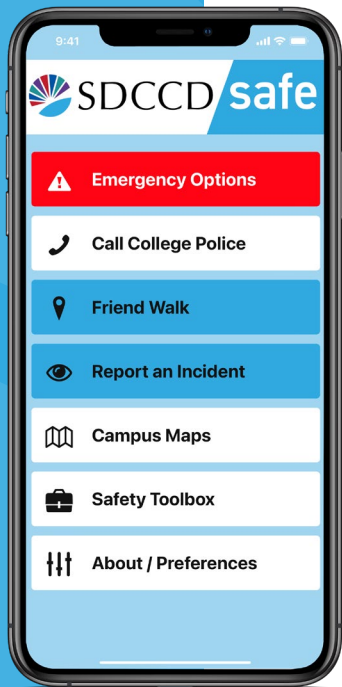 9:41
SDCCD safe
Emergency Options
Call College Police
Friend Walk
Report an Incident
Campus Maps
Safety Toolbox
About / Preferences